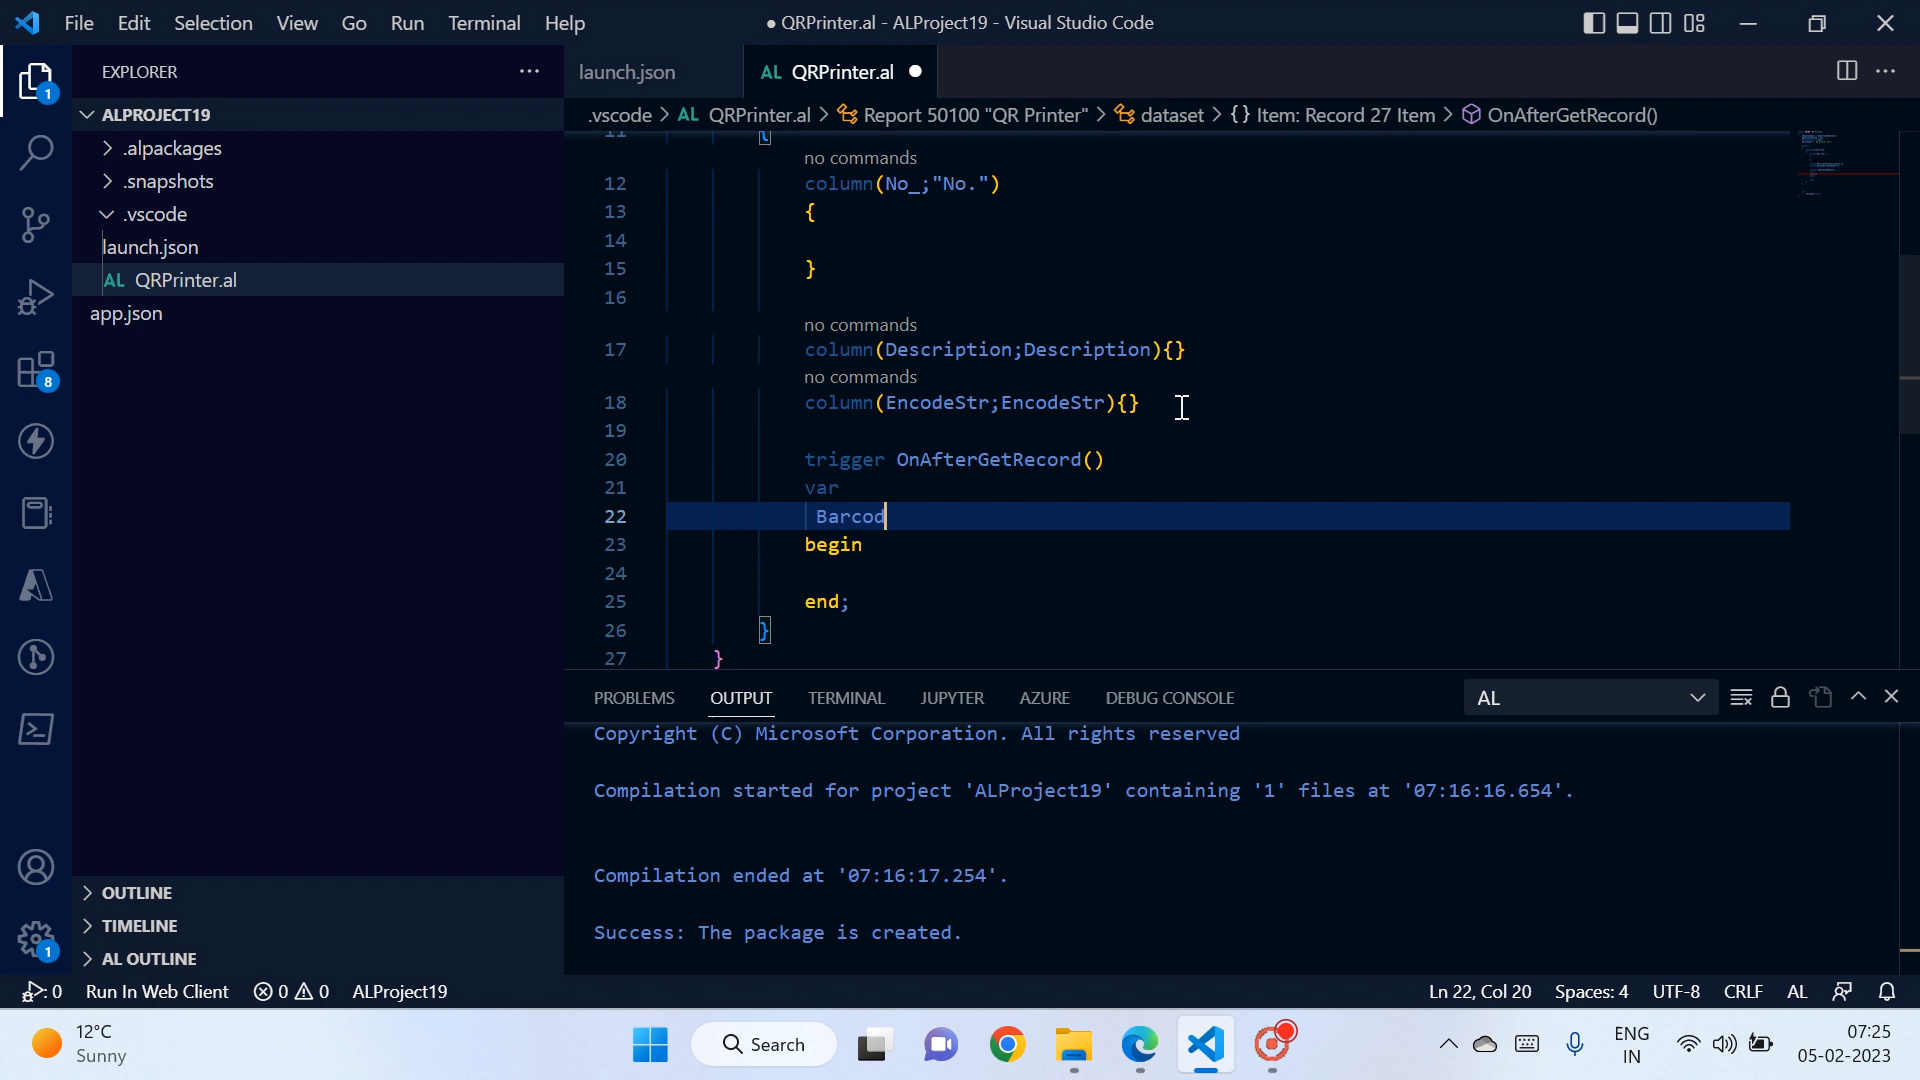 File Edit Selection View Go Run Terminal Help
● QRPrinter.al - ALProject19 - Visual Studio Code
EXPLORER
launch.json
AL QRPrinter.al
ALPROJECT19
.alpackages
.snapshots
.vscode
launch.json
AL QRPrinter.al
app.json
.vscode > AL QRPrinter.al > Report 50100 "QR Printer" > dataset > {} Item: Record 27 Item > OnAfterGetRecord()
11 {
no commands
12 column(No_;"No.")
13 {
14
15 }
16
no commands
17 column(Description;Description){}
no commands
18 column(EncodeStr;EncodeStr){}
19
20 trigger OnAfterGetRecord()
21 var
22 Barcod
23 begin
24
25 end;
26 }
27 }
PROBLEMS OUTPUT TERMINAL JUPYTER AZURE DEBUG CONSOLE
AL
Copyright (C) Microsoft Corporation. All rights reserved
Compilation started for project 'ALProject19' containing '1' files at '07:16:16.654'.
Compilation ended at '07:16:17.254'.
Success: The package is created.
1
8
1
OUTLINE
TIMELINE
AL OUTLINE
: 0 Run In Web Client 0 0 ALProject19
Ln 22, Col 20 Spaces: 4 UTF-8 CRLF AL
12°C
Sunny
Search
ENG
IN
07:25
05-02-2023